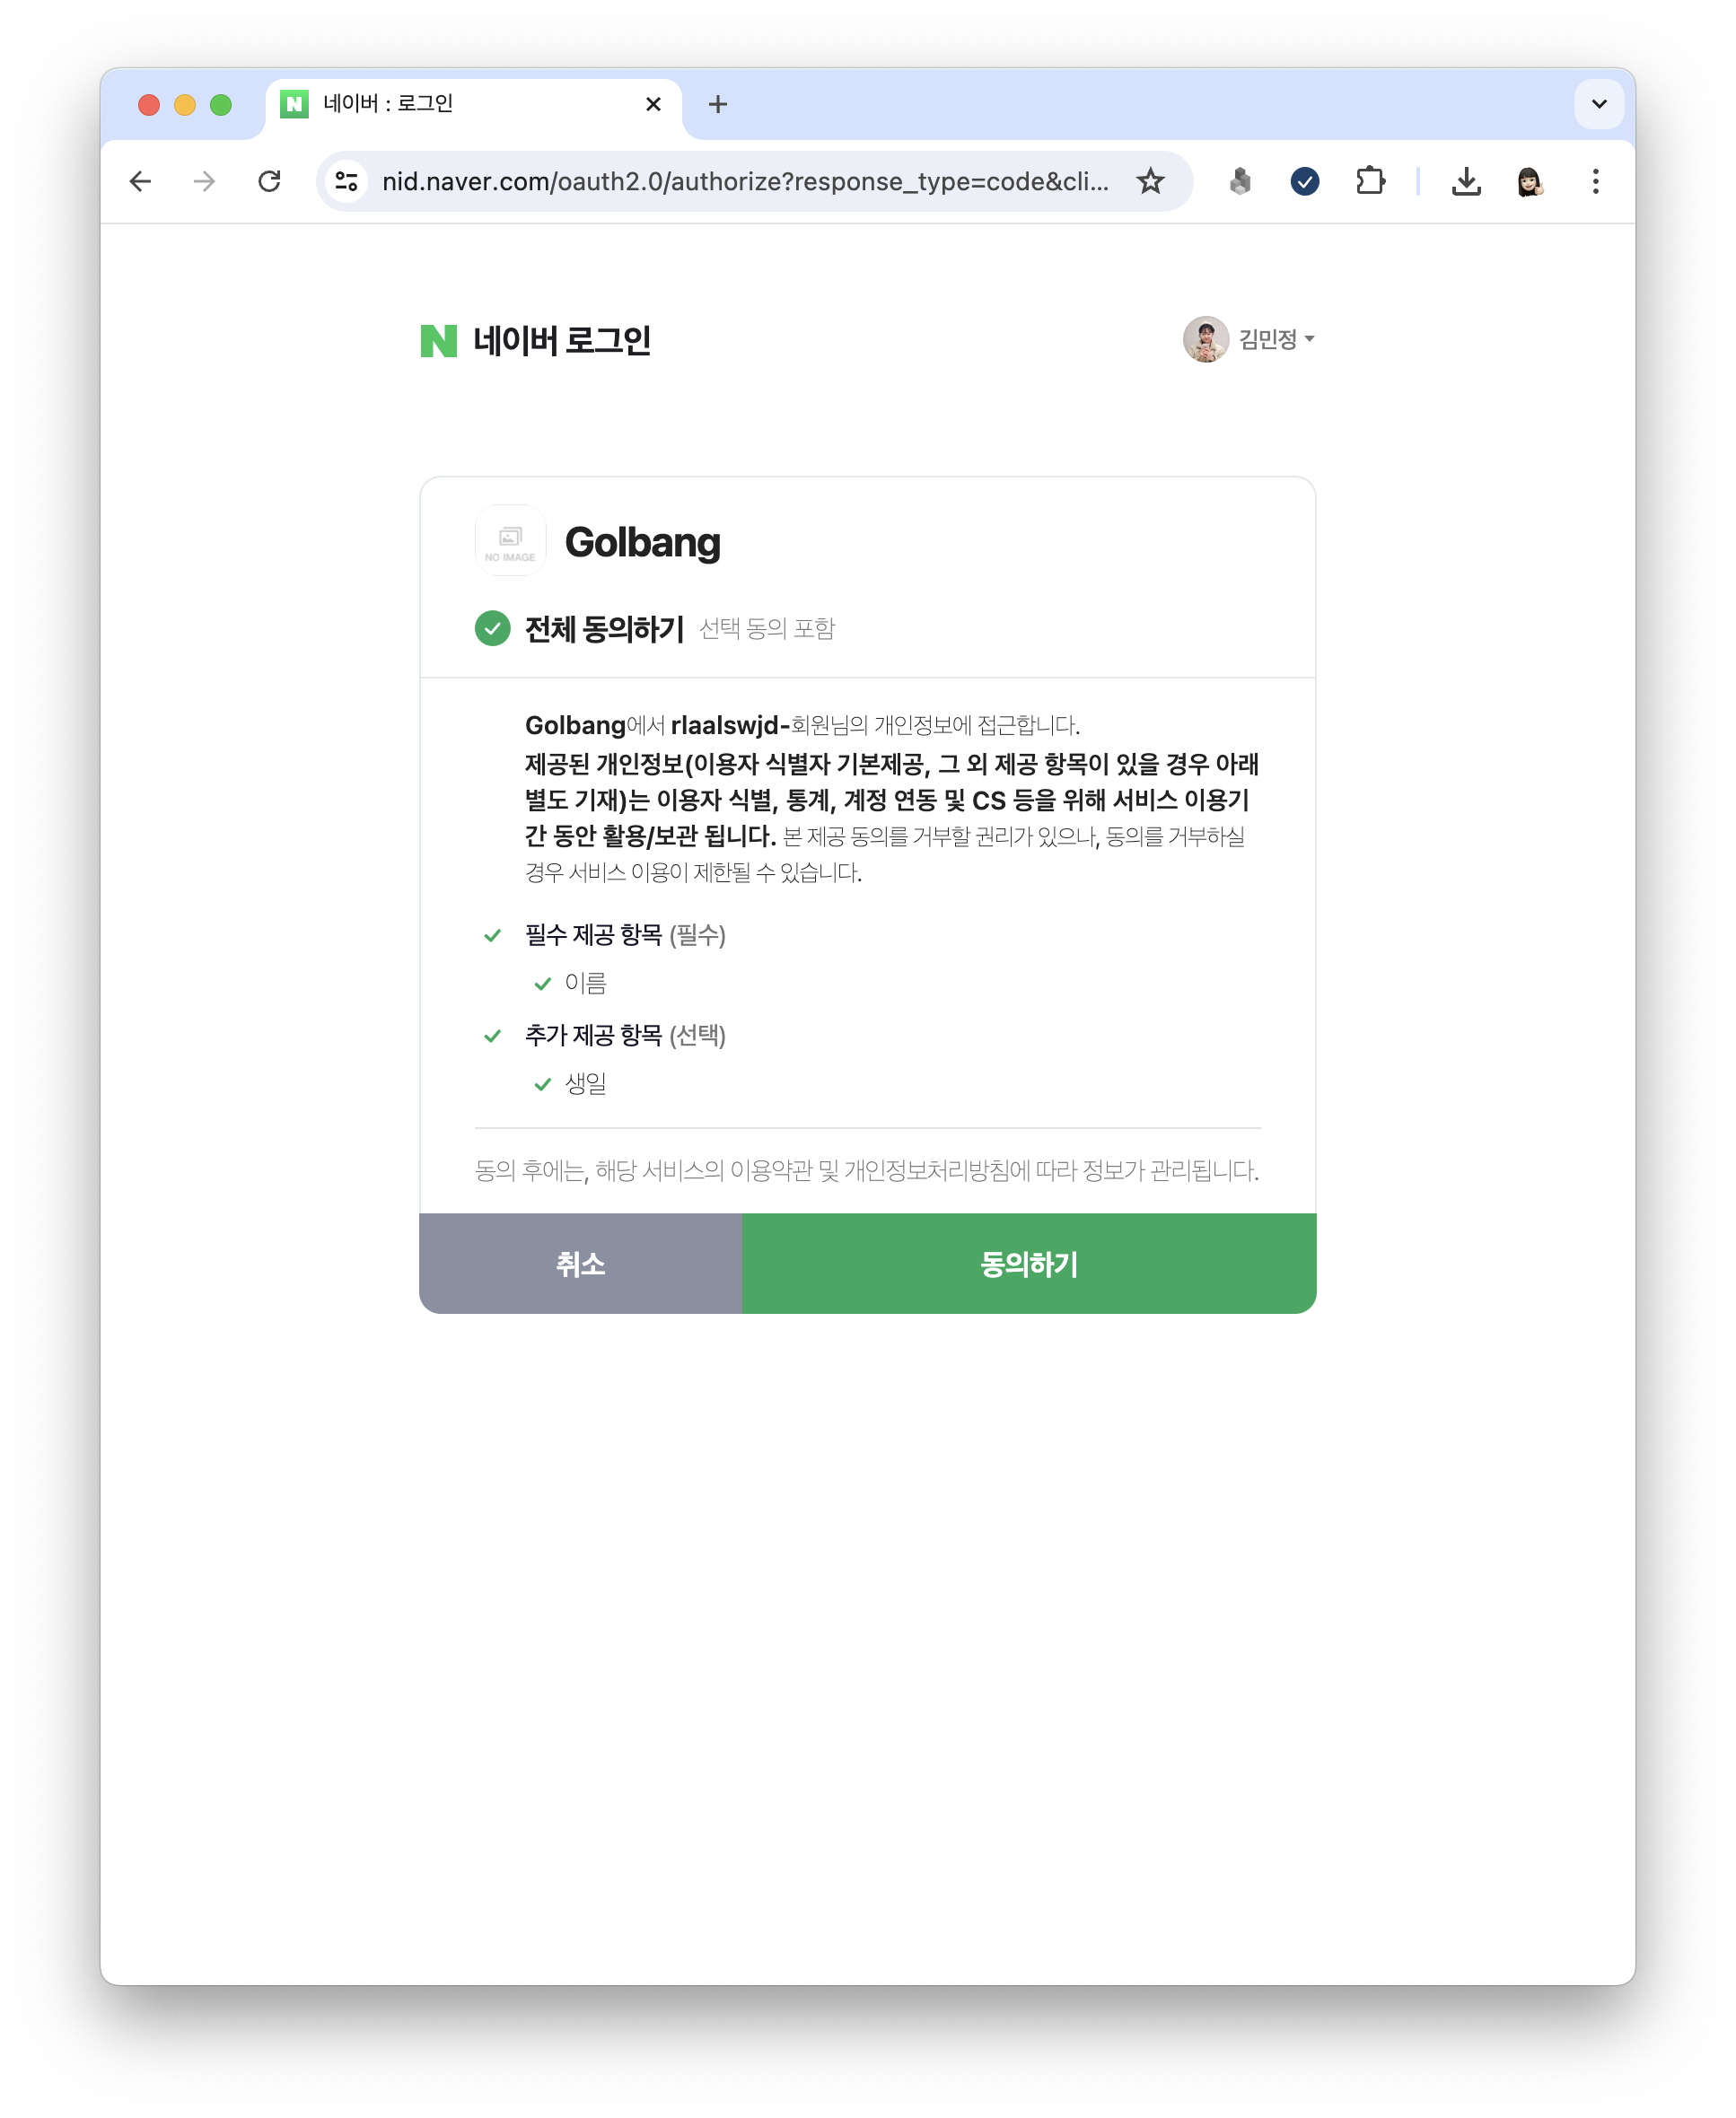 네이버 : 로그인
nid.naver.com/oauth2.0/authorize?response_type=code&cli...
네이버 로그인
김민정
NO IMAGE
Golbang
전체 동의하기 선택 동의 포함
Golbang에서 rlaalswjd-회원님의 개인정보에 접근합니다.
제공된 개인정보(이용자 식별자 기본제공, 그 외 제공 항목이 있을 경우 아래
별도 기재)는 이용자 식별, 통계, 계정 연동 및 CS 등을 위해 서비스 이용기
간 동안 활용/보관 됩니다. 본 제공 동의를 거부할 권리가 있으나, 동의를 거부하실
경우 서비스 이용이 제한될 수 있습니다.
필수 제공 항목 (필수)
이름
추가 제공 항목 (선택)
생일
동의 후에는, 해당 서비스의 이용약관 및 개인정보처리방침에 따라 정보가 관리됩니다.
취소
동의하기